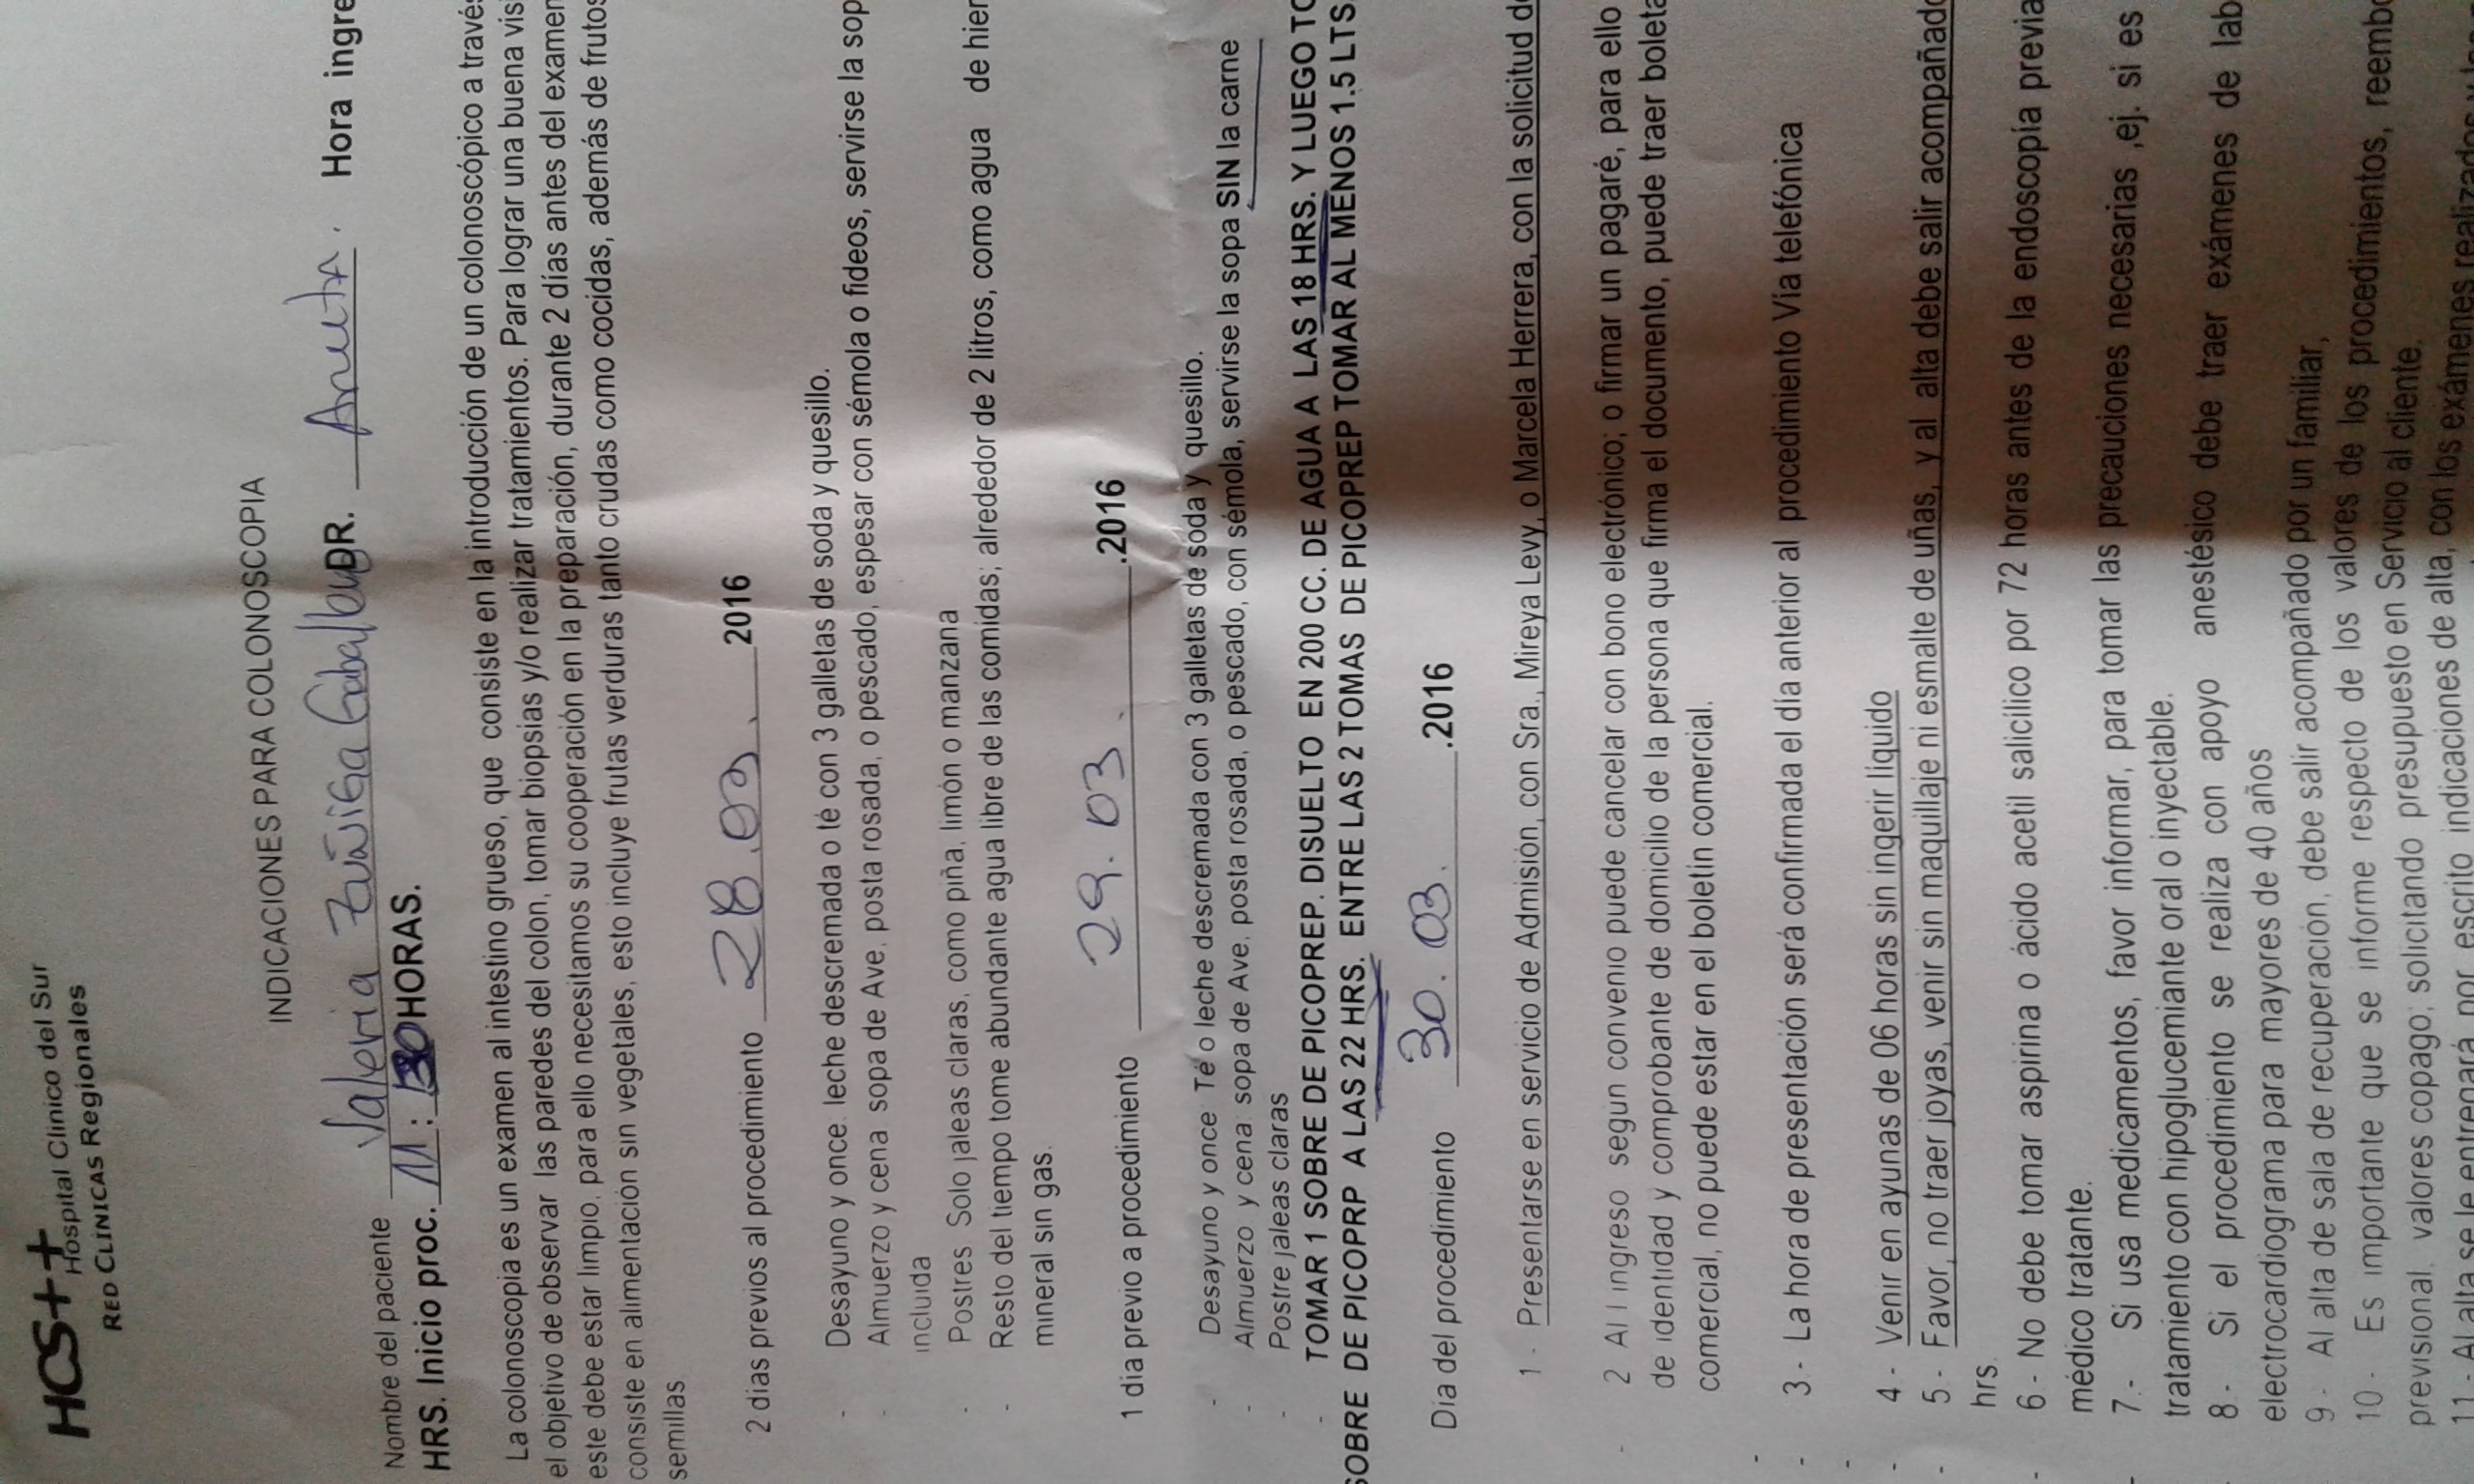 HCS++ Hospital Clinico del Sur
RED CLINICAS Regionales
INDICACIONES PARA COLONOSCOPIA
Nombre del paciente Valeria Zuñiga DR. Hora ingre
HRS. Inicio proc. 11: HORAS.
La colonoscopia es un examen al intestino grueso, que consiste en la introducción de un colonoscópico a través
el objetivo de observar las paredes del colon, tomar biopsias y/o realizar tratamientos. Para lograr una buena vis
este debe estar limpio, para ello necesitamos su cooperación en la preparación, durante 2 días antes del examen
consiste en alimentación sin vegetales, esto incluye frutas verduras tanto crudas como cocidas, además de frutos
semillas
2 dias previos al procedimiento 28.03. 2016
- Desayuno y once. leche descremada o té con 3 galletas de soda y quesillo.
- Almuerzo y cena sopa de Ave, posta rosada, o pescado, espesar con sémola o fideos, servirse la sop
incluida
- Postres Solo jaleas claras, como piña, limón o manzana
- Resto del tiempo tome abundante agua libre de las comidas; alrededor de 2 litros, como agua de hier
mineral sin gas.
1 dia previo a procedimiento 29.03. .2016
- Desayuno y once Té o leche descremada con 3 galletas de soda y quesillo.
- Almuerzo y cena sopa de Ave, posta rosada, o pescado, con sémola, servirse la sopa SIN la carne
- Postre jaleas claras
- TOMAR 1 SOBRE DE PICOPREP. DISUELTO EN 200 CC. DE AGUA A LAS 18 HRS. Y LUEGO TO
SOBRE DE PICOPRP A LAS 22 HRS. ENTRE LAS 2 TOMAS DE PICOPREP TOMAR AL MENOS 1.5 LTS
Dia del procedimiento 30.03. .2016
1 - Presentarse en servicio de Admisión, con Sra., Mireya Levy, o Marcela Herrera, con la solicitud de
- 2 Al l ingreso segun convenio puede cancelar con bono electrónico; o firmar un pagaré, para ello
de identidad y comprobante de domicilio de la persona que firma el documento, puede traer boleta
comercial, no puede estar en el boletin comercial.
-
- 3 - La hora de presentación será confirmada el día anterior al procedimiento Via telefónica
-
- 4 - Venir en ayunas de 06 horas sin ingerir liquido
- 5 - Favor, no traer joyas, venir sin maquillaje ni esmalte de uñas, y al alta debe salir acompañado
hrs.
- 6 - No debe tomar aspirina o ácido acetil salicílico por 72 horas antes de la endoscopía previa
médico tratante.
- 7.- Si usa medicamentos, favor informar, para tomar las precauciones necesarias ,ej. si es
tratamiento con hipoglucemiante oral o inyectable.
- 8 - Si el procedimiento se realiza con apoyo anestésico debe traer exámenes de lab
electrocardiograma para mayores de 40 años
9 - Al alta de sala de recuperación, debe salir acompañado por un familiar,
10 - Es importante que se informe respecto de los valores de los procedimientos, reembo
previsional, valores copago; solicitando presupuesto en Servicio al cliente.
11 - Al alta se le entregará por escrito indicaciones de alta, con los exámenes realizados y